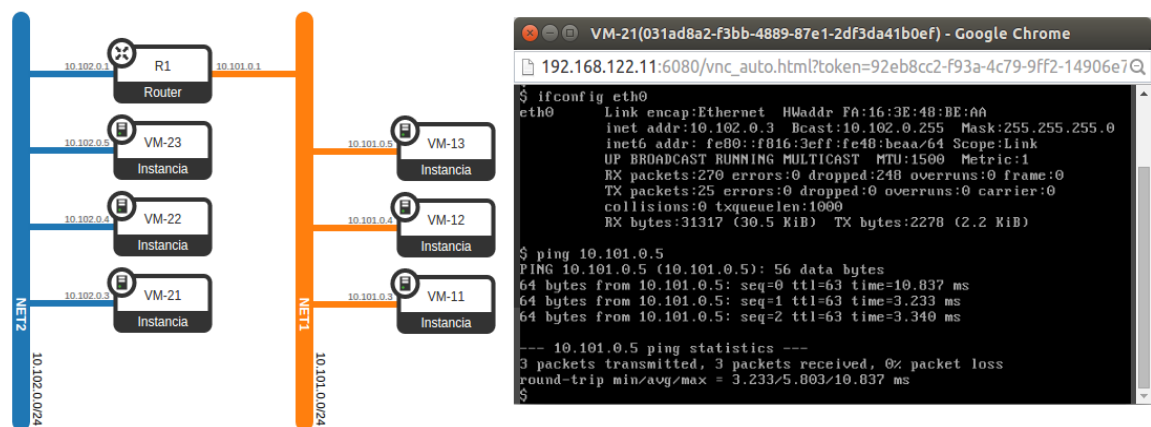 10.102.0.1
R1
10.101.0.1
Router
10.102.0.5
VM-23
Instancia
10.101.0.5
VM-13
Instancia
10.102.0.4
VM-22
Instancia
10.101.0.4
VM-12
Instancia
10.102.0.3
VM-21
Instancia
10.101.0.3
VM-11
Instancia
NET2
10.102.0.0/24
NET1
10.101.0.0/24
VM-21(031ad8a2-f3bb-4889-87e1-2df3da41b0ef) - Google Chrome
192.168.122.11:6080/vnc_auto.html?token=92eb8cc2-f93a-4c79-9ff2-14906e7
$ ifconfig eth0
eth0 Link encap:Ethernet HWaddr FA:16:3E:48:BE:AA
inet addr:10.102.0.3 Bcast:10.102.0.255 Mask:255.255.255.0
inet6 addr: fe80::f816:3eff:fe48:beaa/64 Scope:Link
UP BROADCAST RUNNING MULTICAST MTU:1500 Metric:1
RX packets:270 errors:0 dropped:248 overruns:0 frame:0
TX packets:25 errors:0 dropped:0 overruns:0 carrier:0
collisions:0 txqueuelen:1000
RX bytes:31317 (30.5 KiB) TX bytes:2278 (2.2 KiB)
$ ping 10.101.0.5
PING 10.101.0.5 (10.101.0.5): 56 data bytes
64 bytes from 10.101.0.5: seq=0 ttl=63 time=10.837 ms
64 bytes from 10.101.0.5: seq=1 ttl=63 time=3.233 ms
64 bytes from 10.101.0.5: seq=2 ttl=63 time=3.340 ms
--- 10.101.0.5 ping statistics ---
3 packets transmitted, 3 packets received, 0% packet loss
round-trip min/avg/max = 3.233/5.803/10.837 ms
$